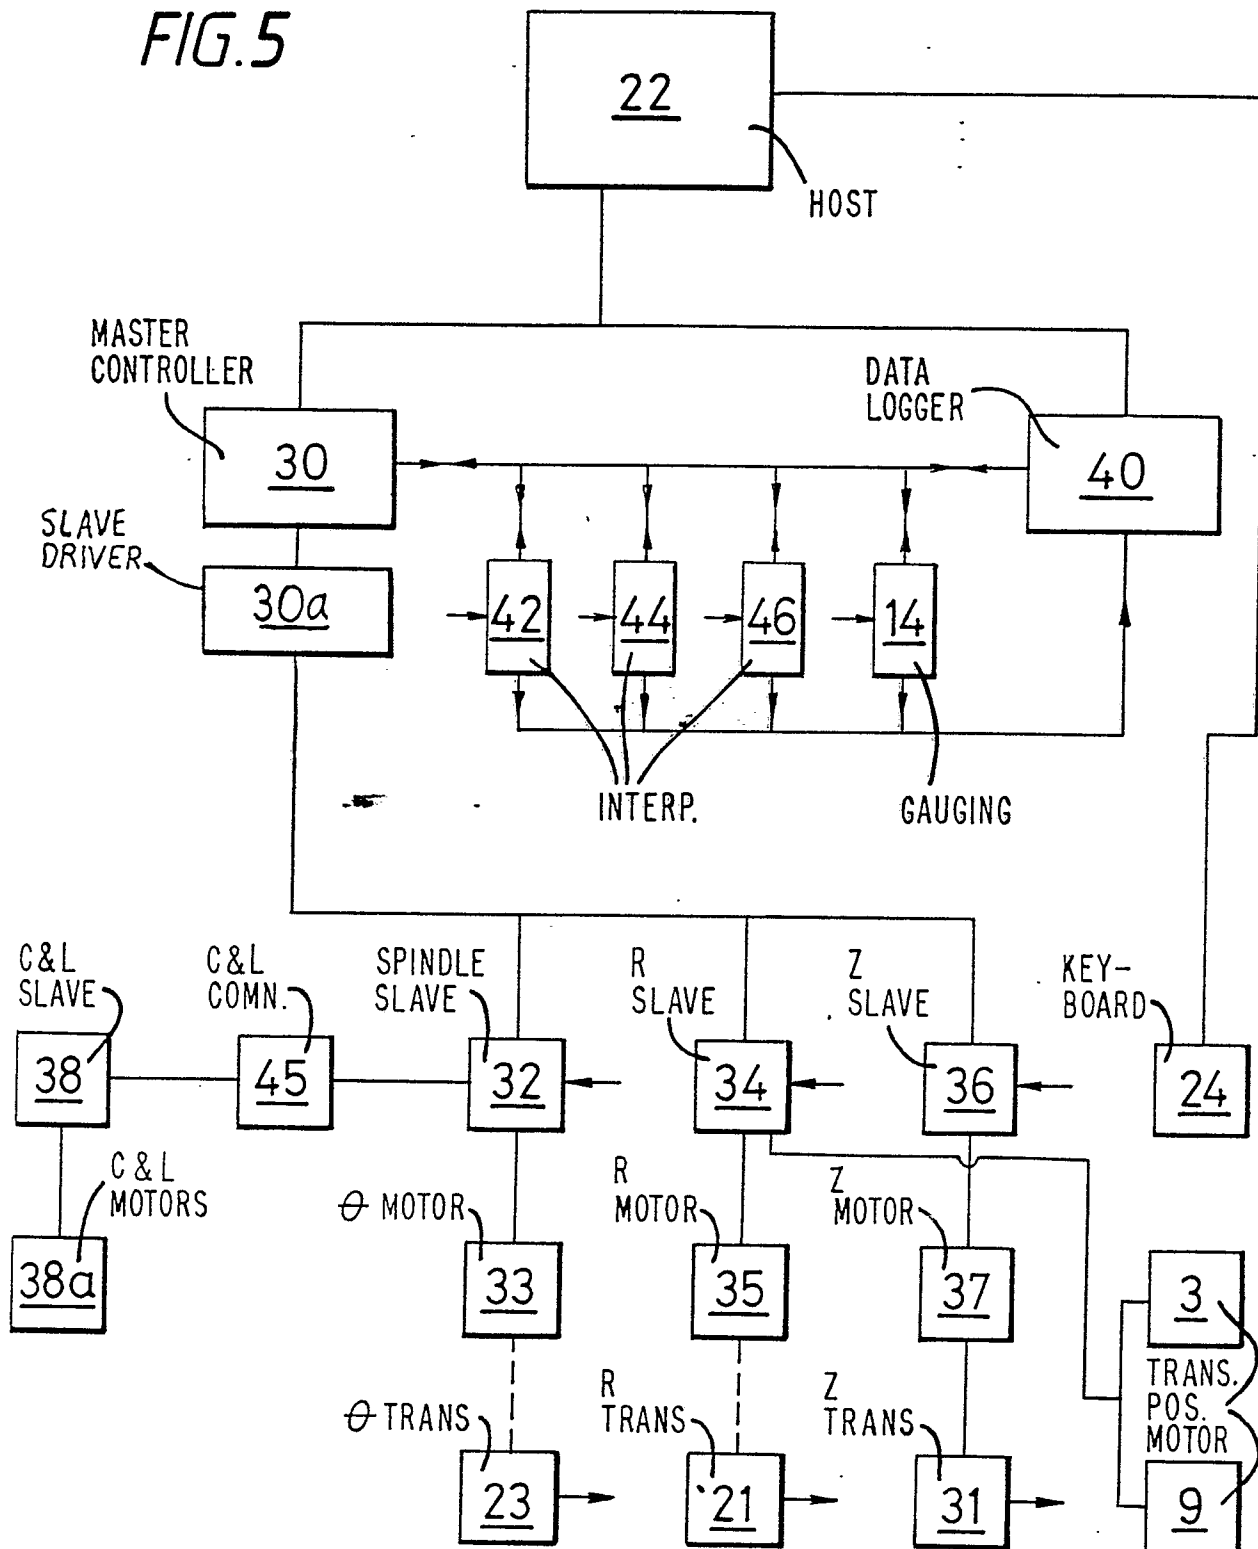 FIG.5
22
HOST
MASTER
CONTROLLER
DATA
LOGGER
30
40
SLAVE
DRIVER
30a
42
44
46
14
INTERP.
GAUGING
C&L
SLAVE
C&L
COMN.
SPINDLE
SLAVE
R
SLAVE
Z
SLAVE
KEY-
BOARD
38
45
32
34
36
24
C & L
MOTORS
θ MOTOR
R
MOTOR
Z
MOTOR
38a
33
35
37
3
TRANS.
POS.
MOTOR
θ TRANS
R
TRANS
Z
TRANS
23
21
31
9